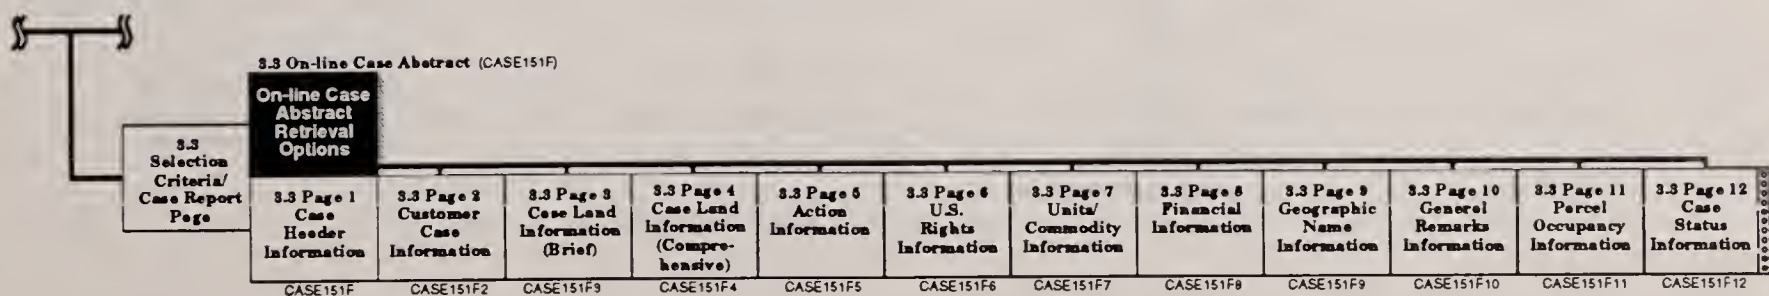 3.3 On-line Case Abstract (CASE151F)
On-line Case
Abstract
Retrieval
Options
3.3
Selection
Criteria/
Case Report
Page
3.3 Page 1
Case
Header
Information
CASE151F
3.3 Page 2
Customer
Case
Information
CASE151F2
3.3 Page 3
Case Land
Information
(Brief)
CASE151F3
3.3 Page 4
Case Land
Information
(Compre-
hensive)
CASE151F4
3.3 Page 5
Action
Information
CASE151F5
3.3 Page 6
U.S.
Rights
Information
CASE151F6
3.3 Page 7
Units/
Commodity
Information
CASE151F7
3.3 Page 8
Financial
Information
CASE151F8
3.3 Page 9
Geographic
Name
Information
CASE151F9
3.3 Page 10
General
Remarks
Information
CASE151F10
3.3 Page 11
Parcel
Occupancy
Information
CASE151F11
3.3 Page 12
Case
Status
Information
CASE151F12